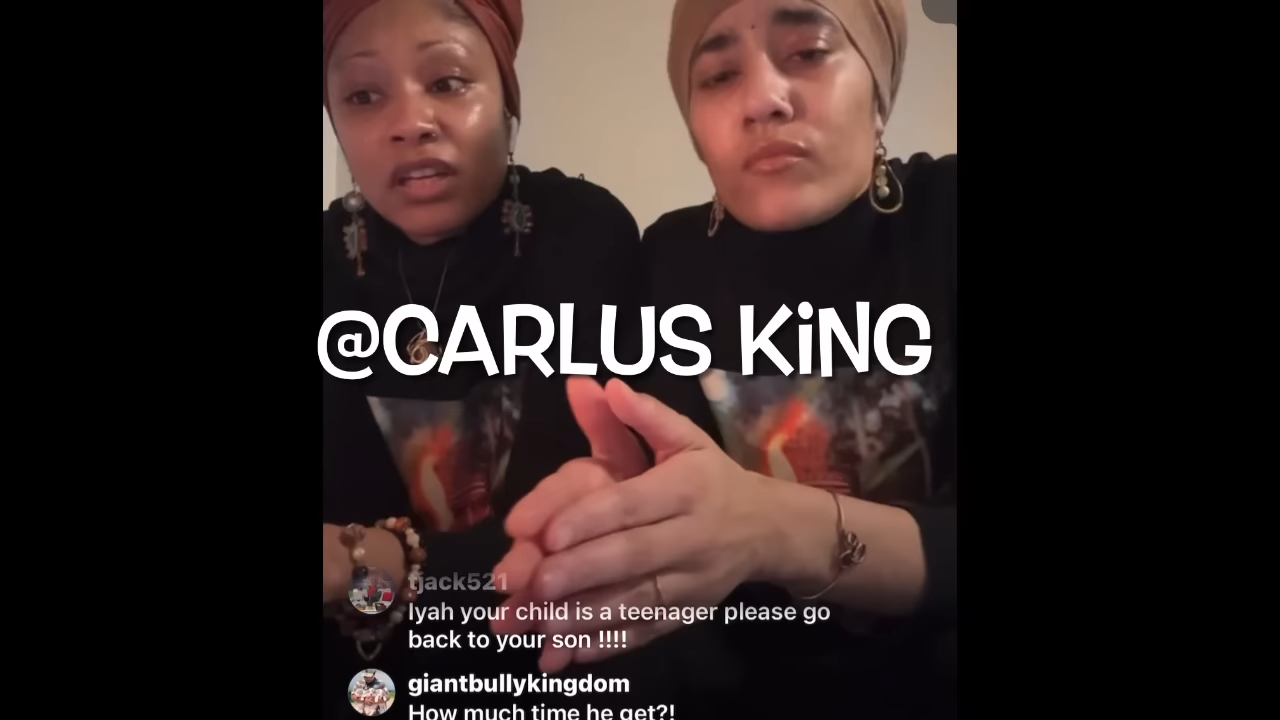 @CARLUS KiNG
tjack521
Iyah your child is a teenager please go
back to your son !!!!
giantbullykingdom
How much time he get?!